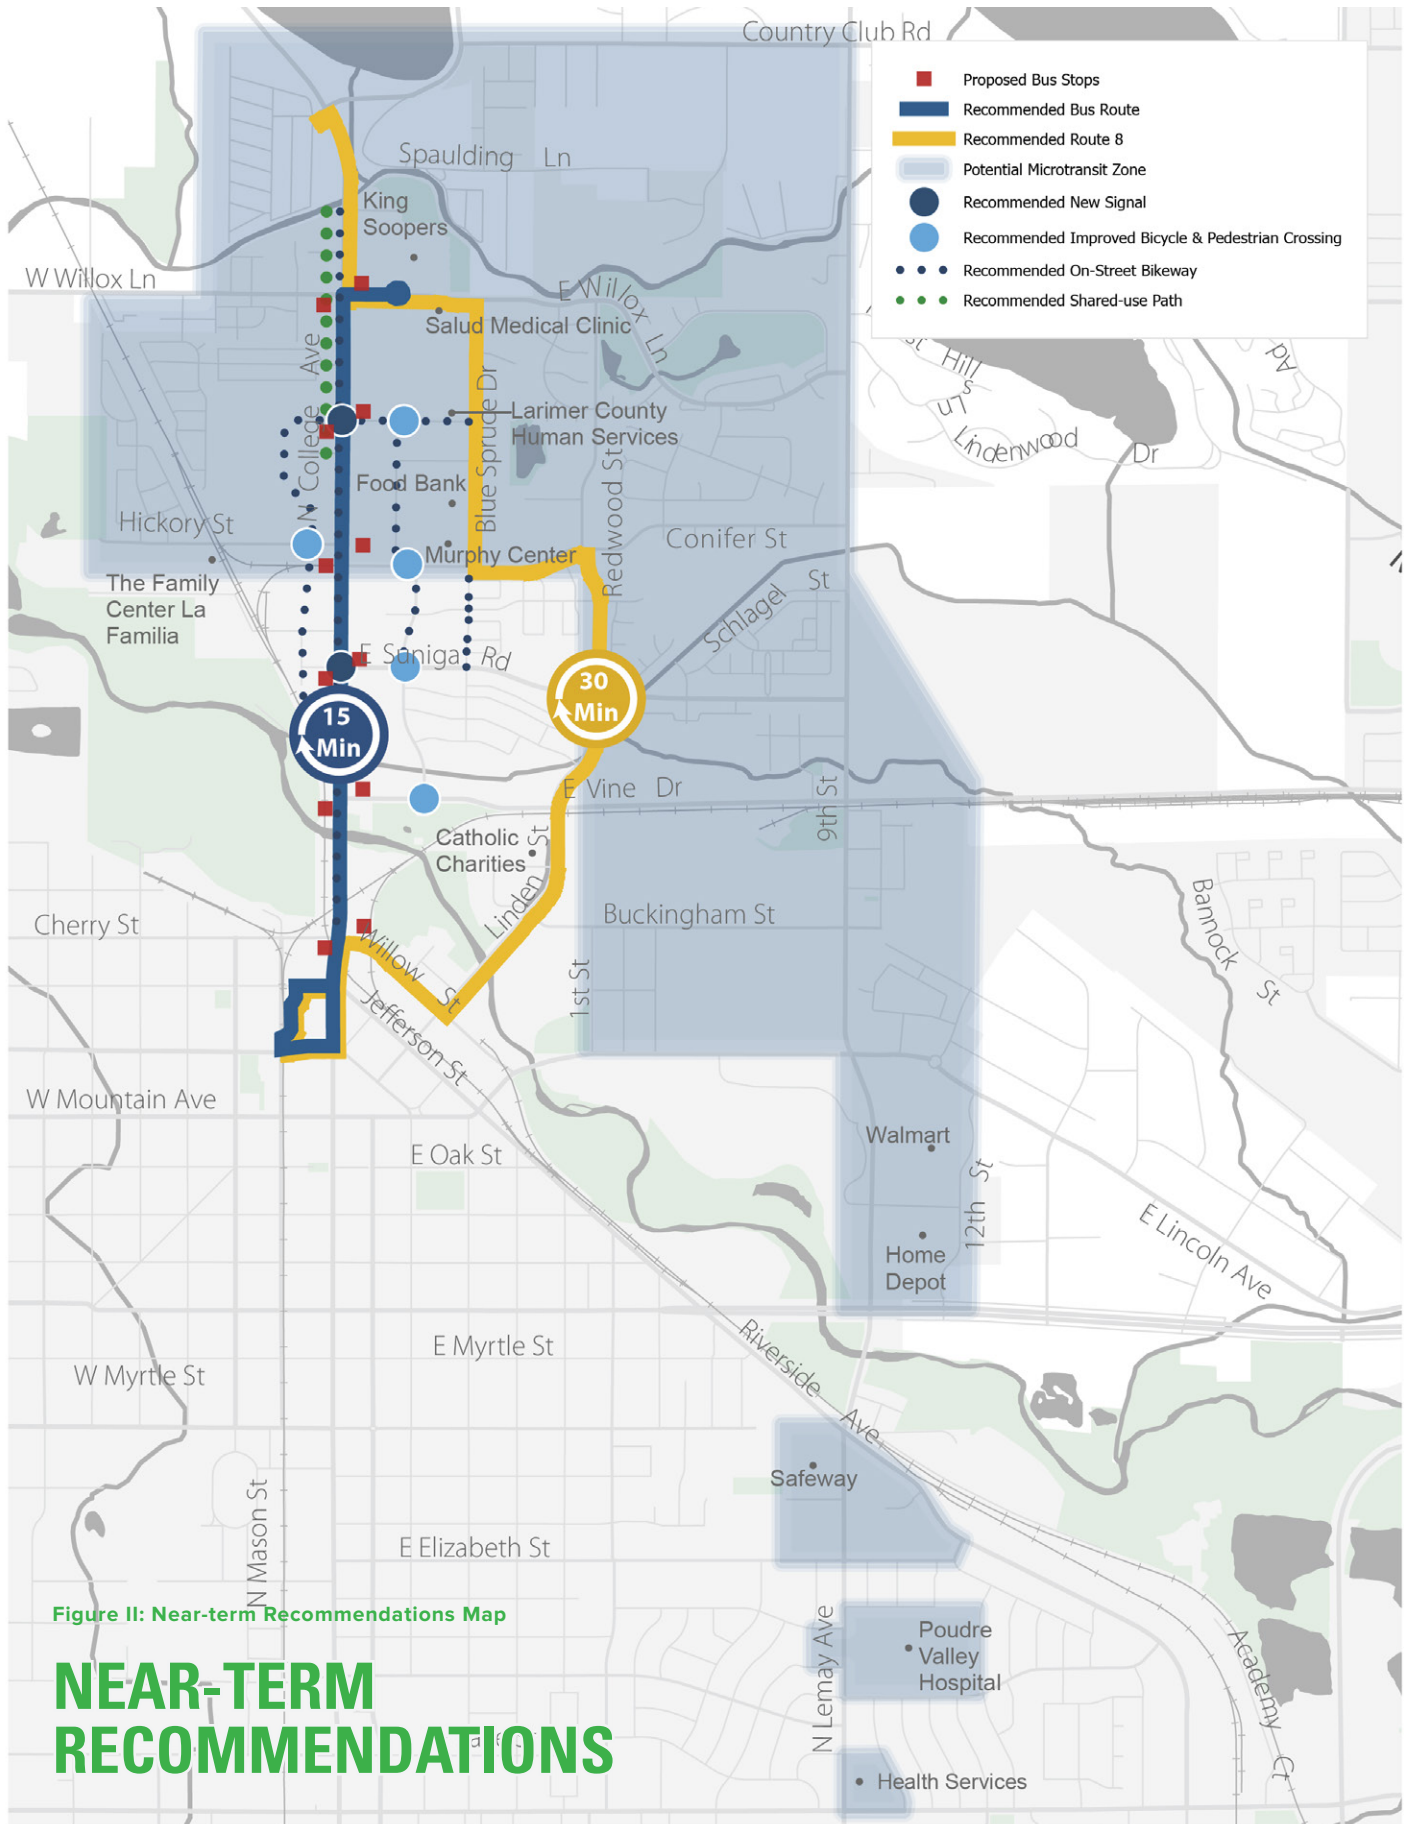 Country Club Rd
Proposed Bus Stops
Recommended Bus Route
Recommended Route 8
Potential Microtransit Zone
Recommended New Signal
Recommended Improved Bicycle & Pedestrian Crossing
Recommended On-Street Bikeway
Recommended Shared-use Path
Spaulding Ln
King
Soopers
W Willox Ln
E Willox Ln
Salud Medical Clinic
N College Ave
Blue Spruce Dr
Larimer County
Human Services
Lindenwood Dr
Food Bank
Redwood St
Hickory St
Conifer St
Murphy Center
The Family
Center La
Familia
Schlagel St
E Suniga Rd
30
Min
15
Min
E Vine Dr
9th St
Catholic
Charities
Linden St
Bannock St
Cherry St
Buckingham St
Willow St
1st St
Jefferson St
W Mountain Ave
E Oak St
Walmart
12th St
E Lincoln Ave
Home
Depot
Riverside Ave
E Myrtle St
W Myrtle St
Safeway
N Mason St
E Elizabeth St
Figure II: Near-term Recommendations Map
N Lemay Ave
Poudre
Valley
Hospital
Academy Ct
NEAR-TERM
RECOMMENDATIONS
Health Services